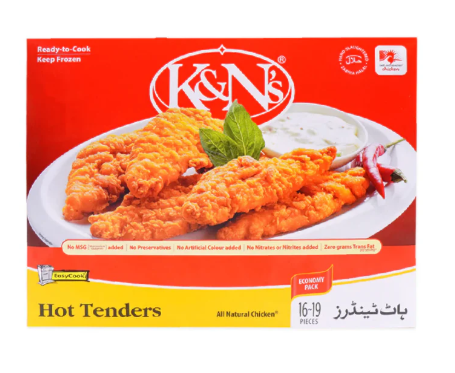 Ready-to-Cook
Keep Frozen
K&N's®
No MSG added
No Preservatives
No Artificial Colour added
No Nitrates or Nitrites added
Zero grams Trans Fat
EasyCook
Hot Tenders
All Natural Chicken*
ECONOMY
PACK
16-19
PIECES
ہاٹ ٹینڈرز